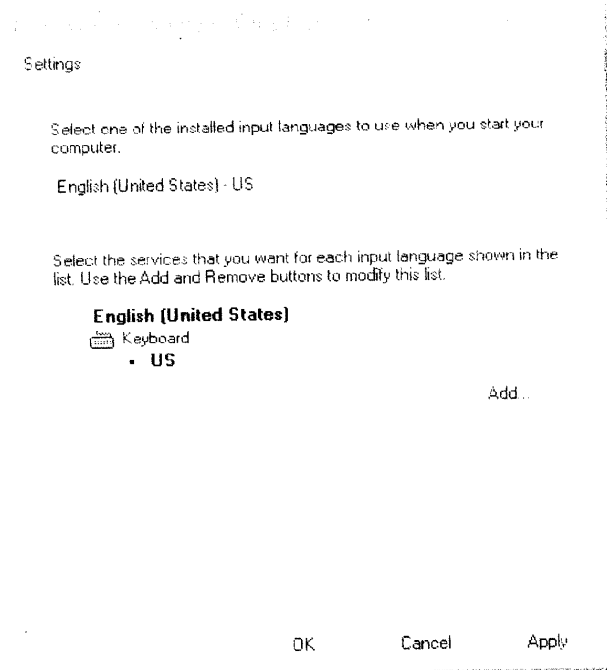 Settings
Select one of the installed input languages to use when you start your
computer.
English (United States) - US
Select the services that you want for each input language shown in the
list. Use the Add and Remove buttons to modify this list.
English (United States)
Keyboard
• US
Add...
OK
Cancel
Apply